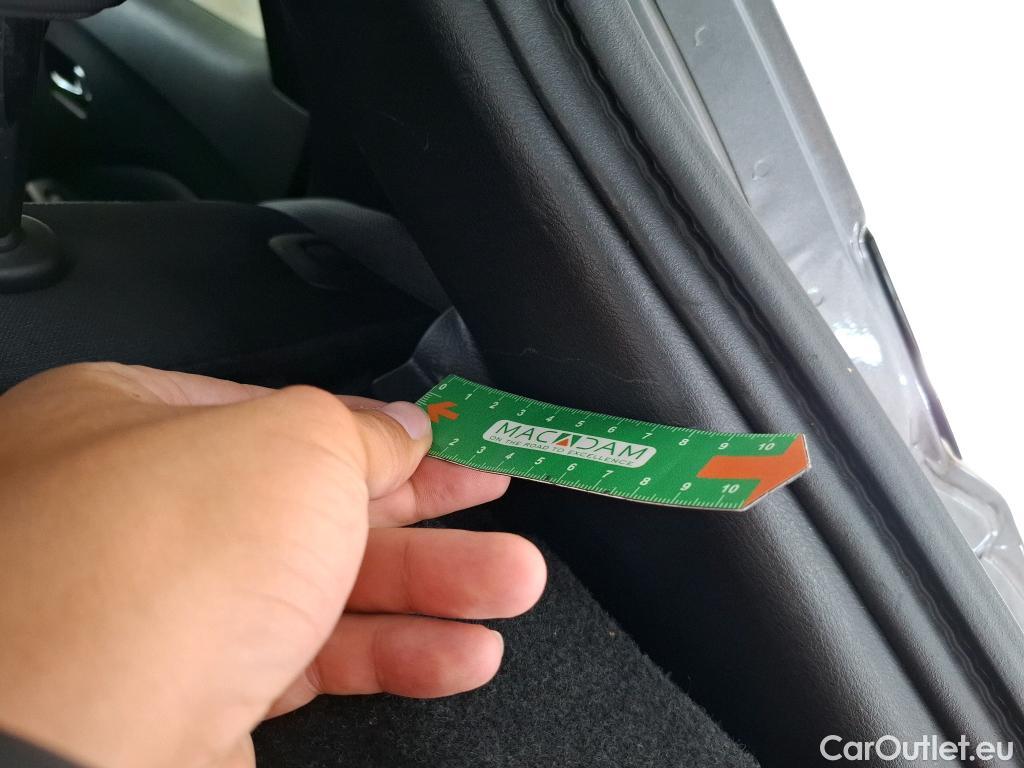 0 1 2 3 4 5 6 7 8 9 10
MACADAM
ON THE ROAD TO EXCELLENCE
2 3 4 5 6 7 8 9 10
CarOutlet.eu